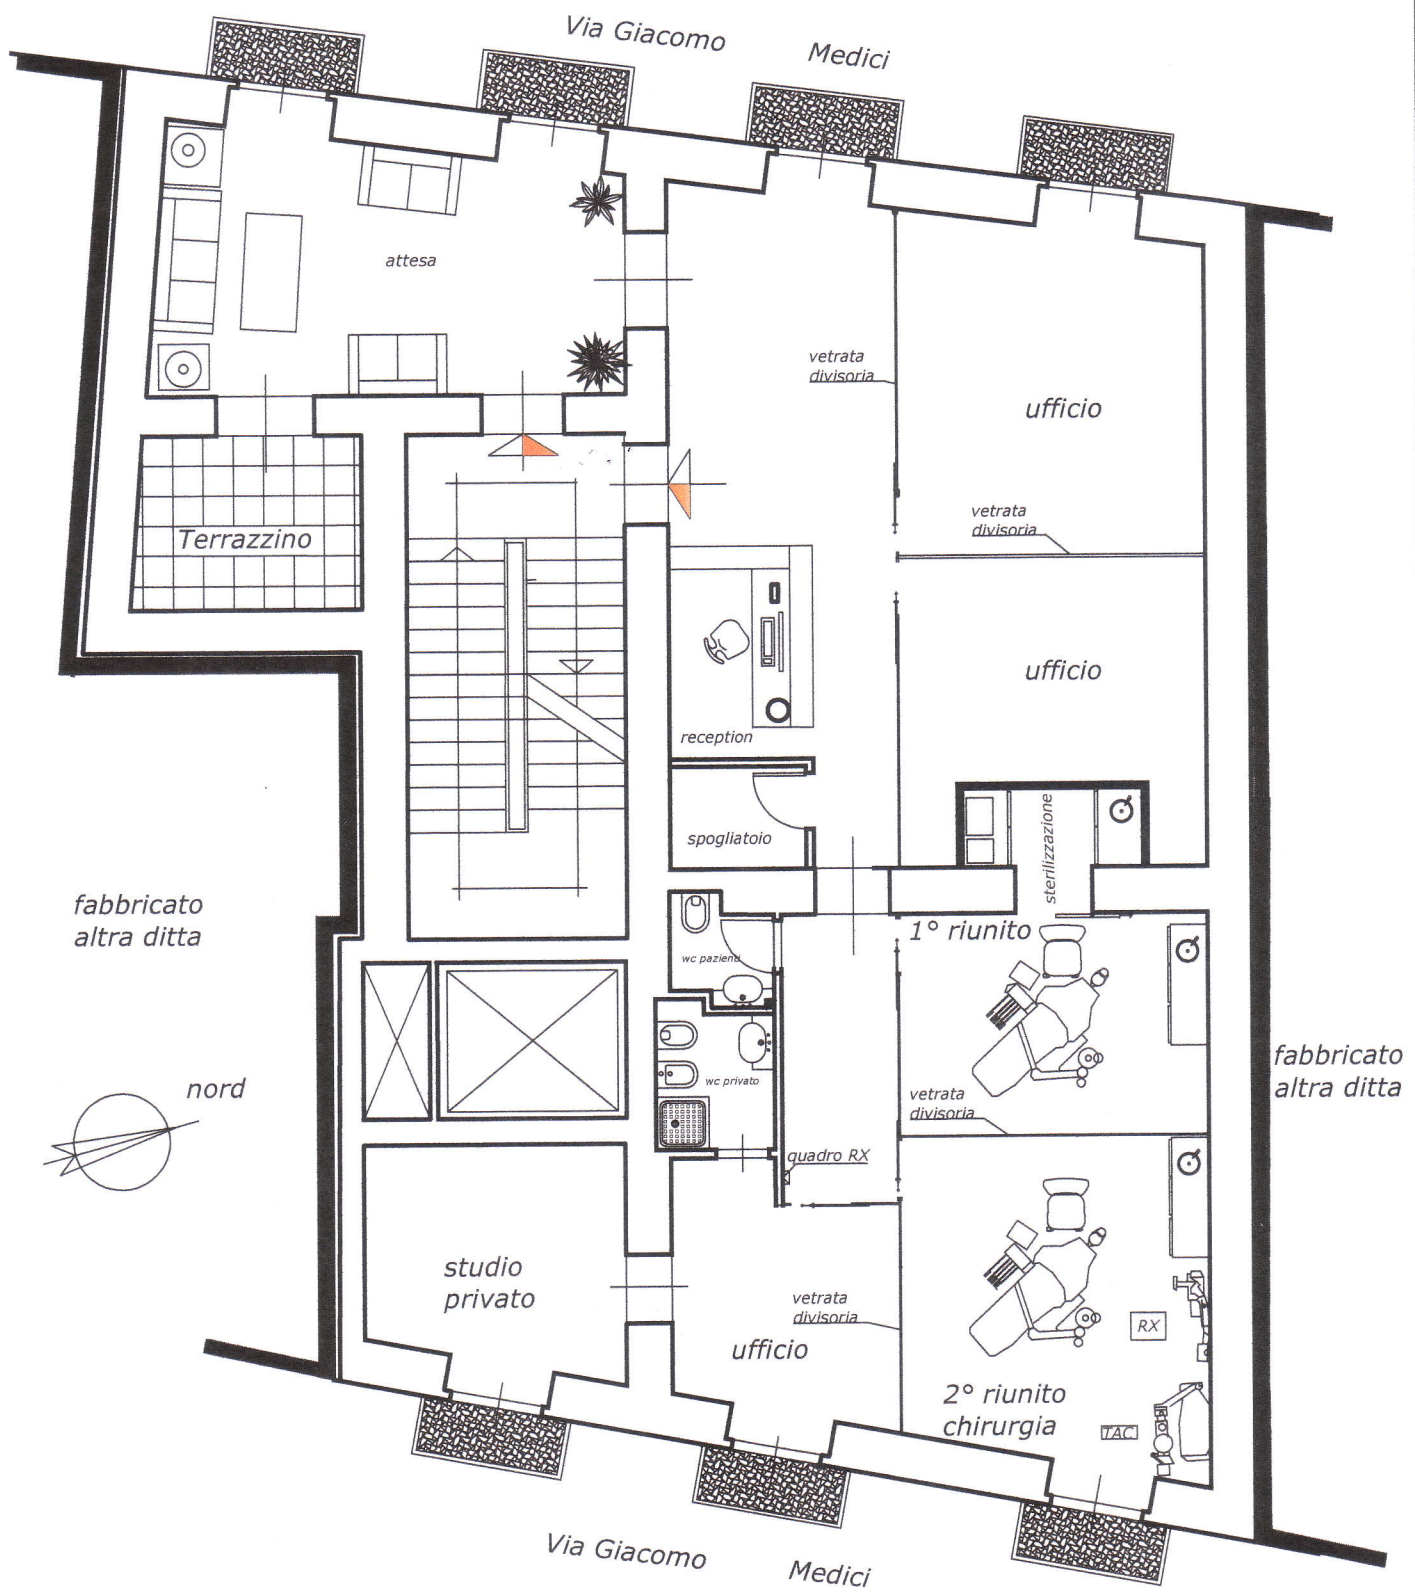 Via Giacomo Medici
attesa
vetrata
divisoria
ufficio
vetrata
divisoria
Terrazzino
ufficio
reception
spogliatoio
sterilizzazione
fabbricato
altra ditta
1° riunito
wc pazienti
fabbricato
altra ditta
nord
wc privato
vetrata
divisoria
quadro RX
studio
privato
vetrata
divisoria
RX
ufficio
2° riunito
chirurgia
TAC
Via Giacomo Medici